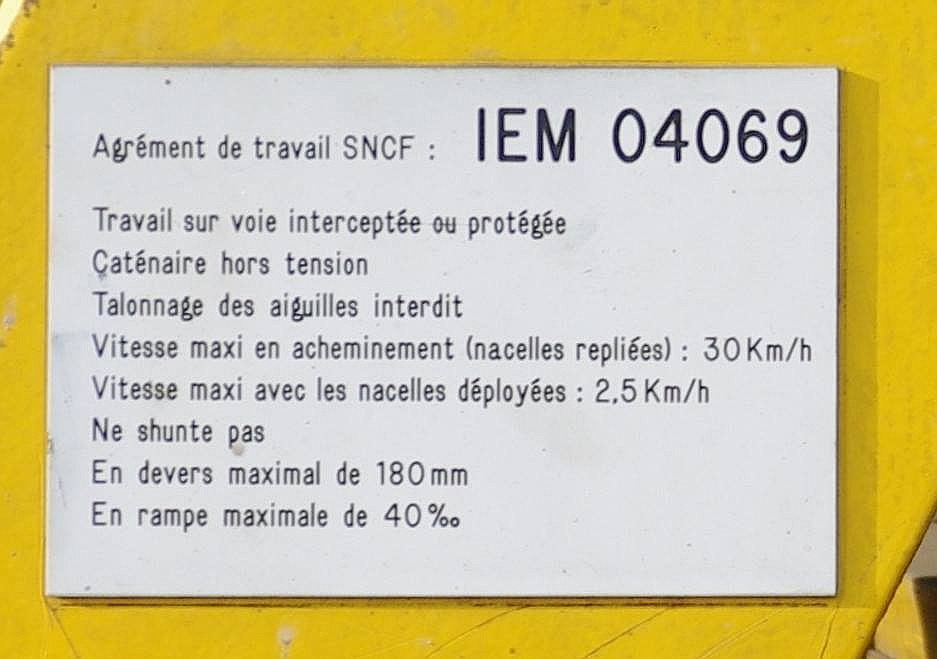 Agrément de travail SNCF : IEM 04069
Travail sur voie interceptée ou protégée
Caténaire hors tension
Talonnage des aiguilles interdit
Vitesse maxi en acheminement (nacelles repliées) : 30 Km/h
Vitesse maxi avec les nacelles déployées : 2,5 Km/h
Ne shunte pas
En devers maximal de 180 mm
En rampe maximale de 40 ‰